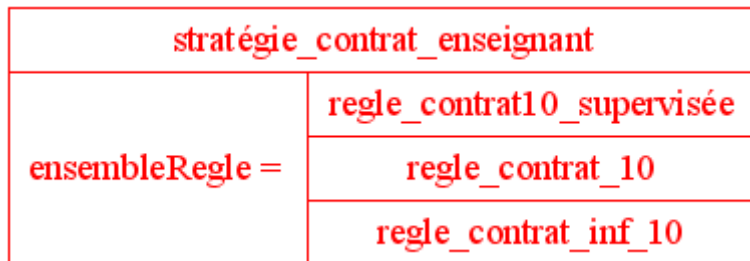 stratégie_contrat_enseignant
regle_contrat10_supervisée
ensembleRegle =
regle_contrat_10
regle_contrat_inf_10